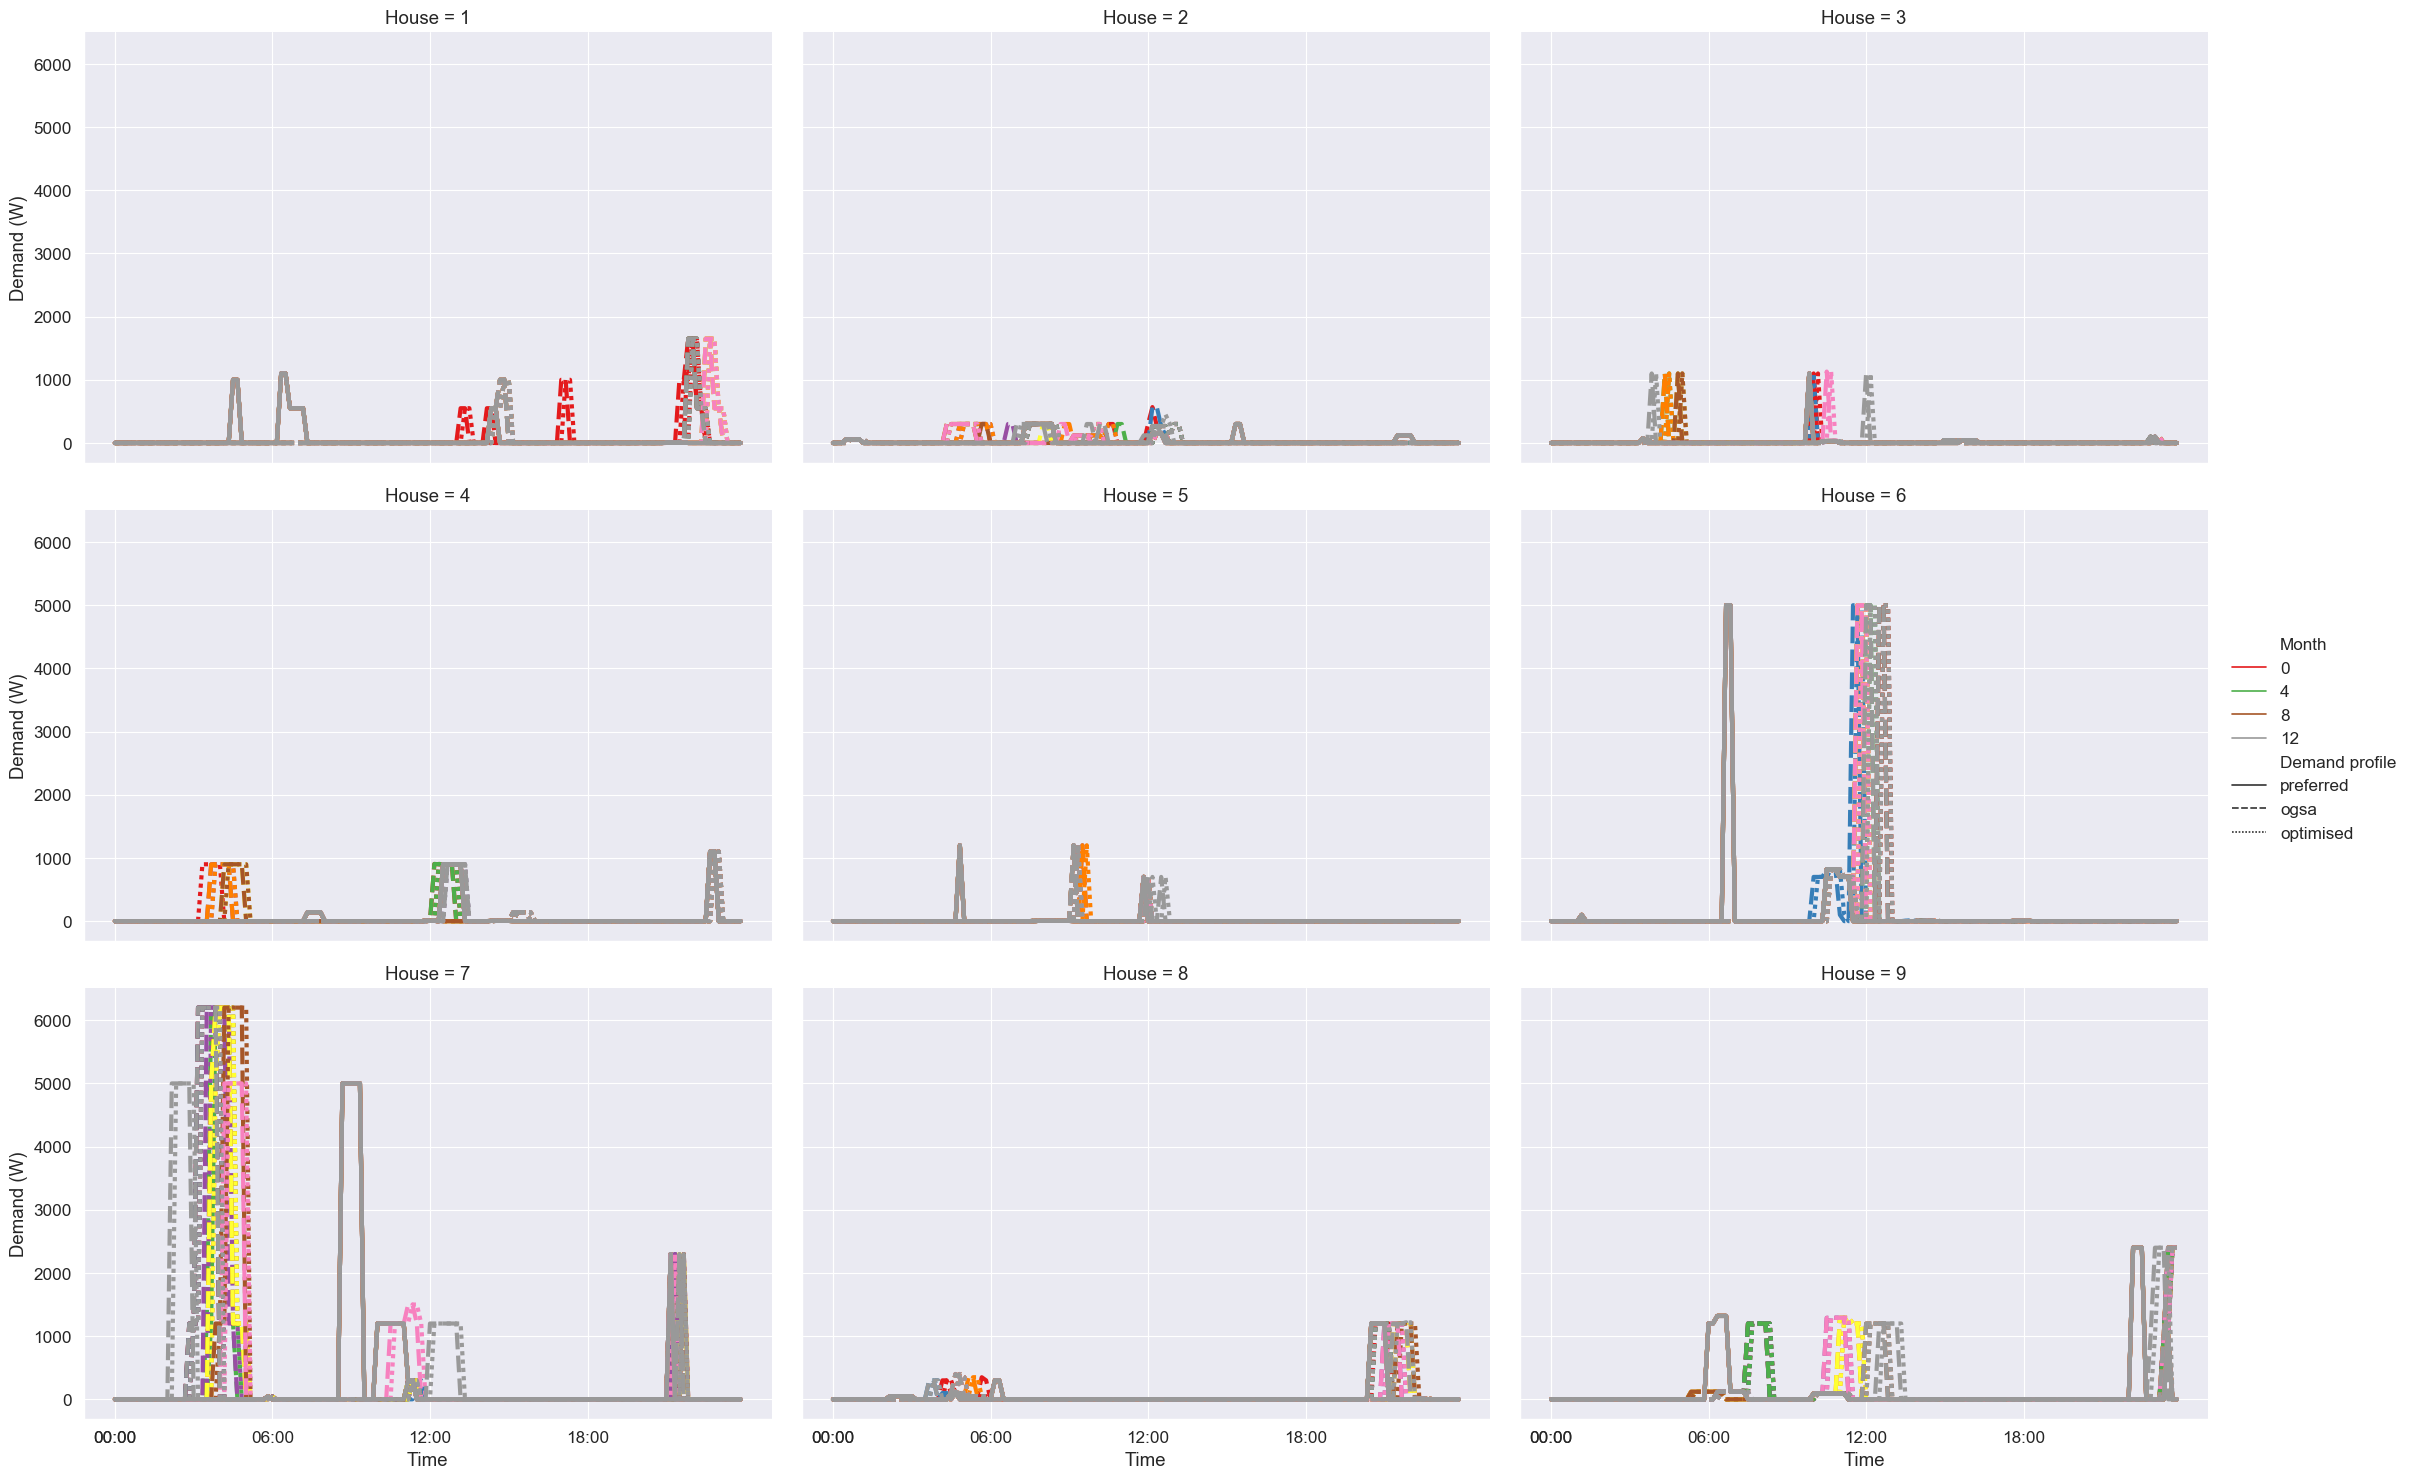 House = 1
House = 2
House = 3
6000
5000
4000
3000
2000
1000
0
Demand (W)
House = 4
House = 5
House = 6
6000
5000
4000
3000
2000
1000
0
Demand (W)
Month
0
4
8
12
Demand profile
preferred
ogsa
optimised
House = 7
House = 8
House = 9
6000
5000
4000
3000
2000
1000
0
Demand (W)
00:00 06:00 12:00 18:00
00:00 06:00 12:00 18:00
00:00 06:00 12:00 18:00
Time
Time
Time